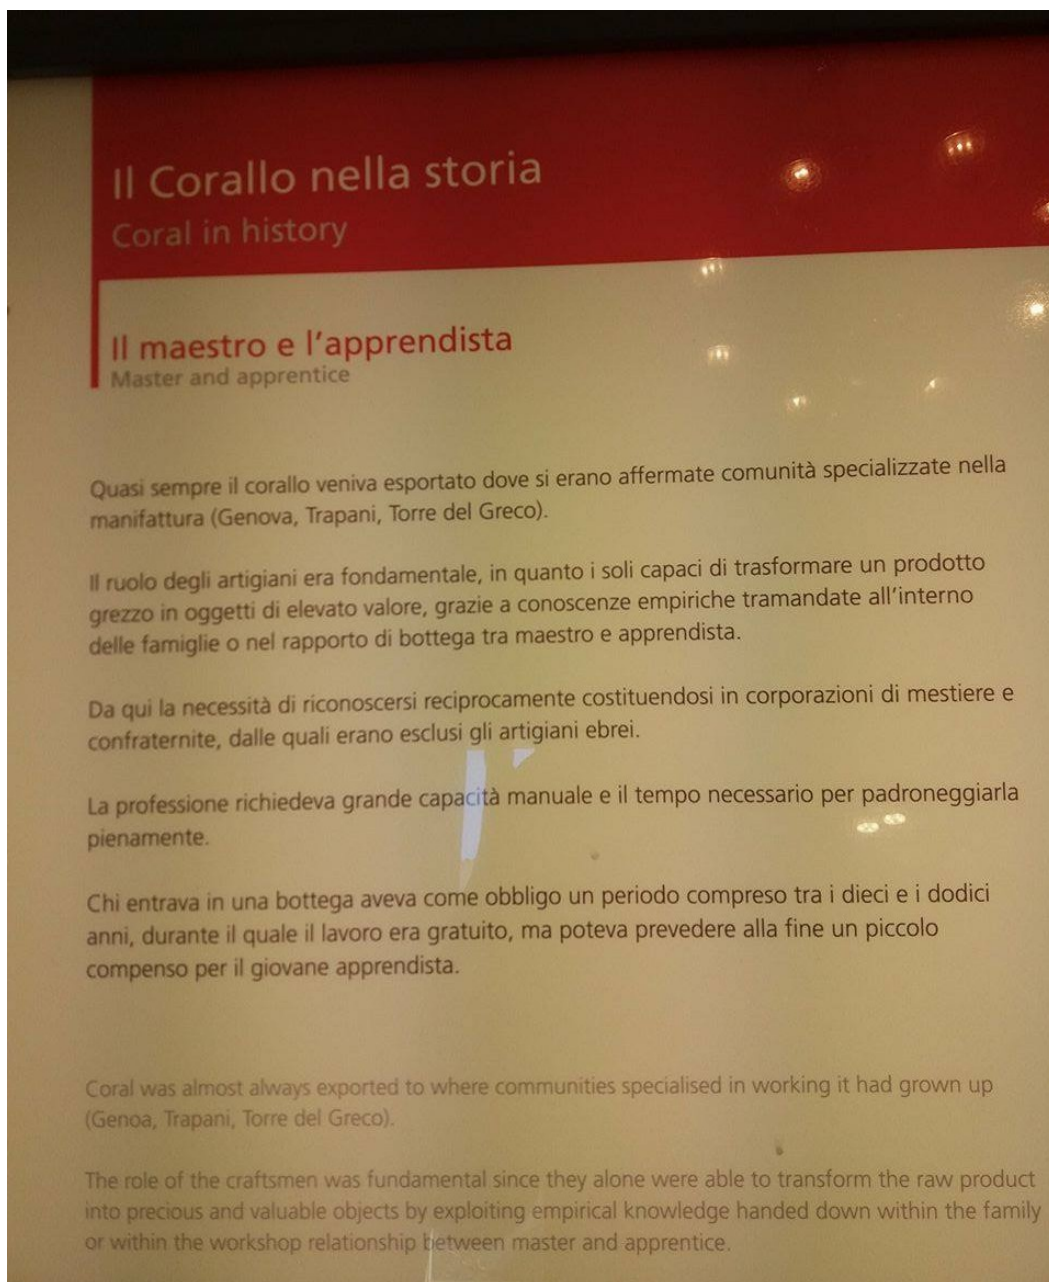 Il Corallo nella storia
Coral in history
Il maestro e l'apprendista
Master and apprentice
Quasi sempre il corallo veniva esportato dove si erano affermate comunità specializzate nella
manifattura (Genova, Trapani, Torre del Greco).
Il ruolo degli artigiani era fondamentale, in quanto i soli capaci di trasformare un prodotto
grezzo in oggetti di elevato valore, grazie a conoscenze empiriche tramandate all'interno
delle famiglie o nel rapporto di bottega tra maestro e apprendista.
Da qui la necessità di riconoscersi reciprocamente costituendosi in corporazioni di mestiere e
confraternite, dalle quali erano esclusi gli artigiani ebrei.
La professione richiedeva grande capacità manuale e il tempo necessario per padroneggiarla
pienamente.
Chi entrava in una bottega aveva come obbligo un periodo compreso tra i dieci e i dodici
anni, durante il quale il lavoro era gratuito, ma poteva prevedere alla fine un piccolo
compenso per il giovane apprendista.
Coral was almost always exported to where communities specialised in working it had grown up
(Genoa, Trapani, Torre del Greco).
The role of the craftsmen was fundamental since they alone were able to transform the raw product
into precious and valuable objects by exploiting empirical knowledge handed down within the family
or within the workshop relationship between master and apprentice.